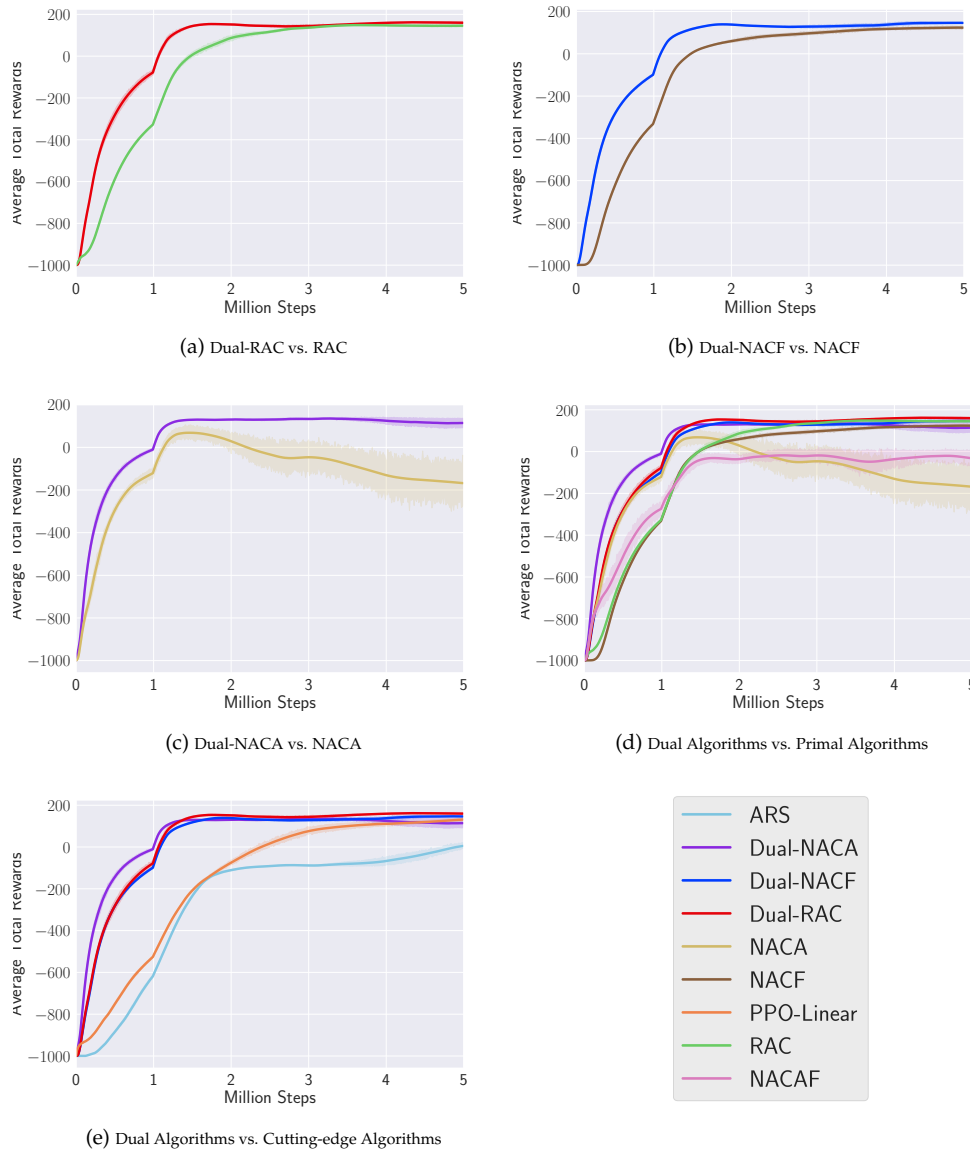 200
0
−200
−400
−600
−800
−1000
Average Total Rewards
0 1 2 3 4 5
Million Steps
(a) Dual-RAC vs. RAC
200
0
−200
−400
−600
−800
−1000
Average Total Rewards
0 1 2 3 4 5
Million Steps
(b) Dual-NACF vs. NACF
200
0
−200
−400
−600
−800
−1000
Average Total Rewards
0 1 2 3 4 5
Million Steps
(c) Dual-NACA vs. NACA
200
0
−200
−400
−600
−800
−1000
Average Total Rewards
0 1 2 3 4 5
Million Steps
(d) Dual Algorithms vs. Primal Algorithms
200
0
−200
−400
−600
−800
−1000
Average Total Rewards
0 1 2 3 4 5
Million Steps
(e) Dual Algorithms vs. Cutting-edge Algorithms
ARS
Dual-NACA
Dual-NACF
Dual-RAC
NACA
NACF
PPO-Linear
RAC
NACAF